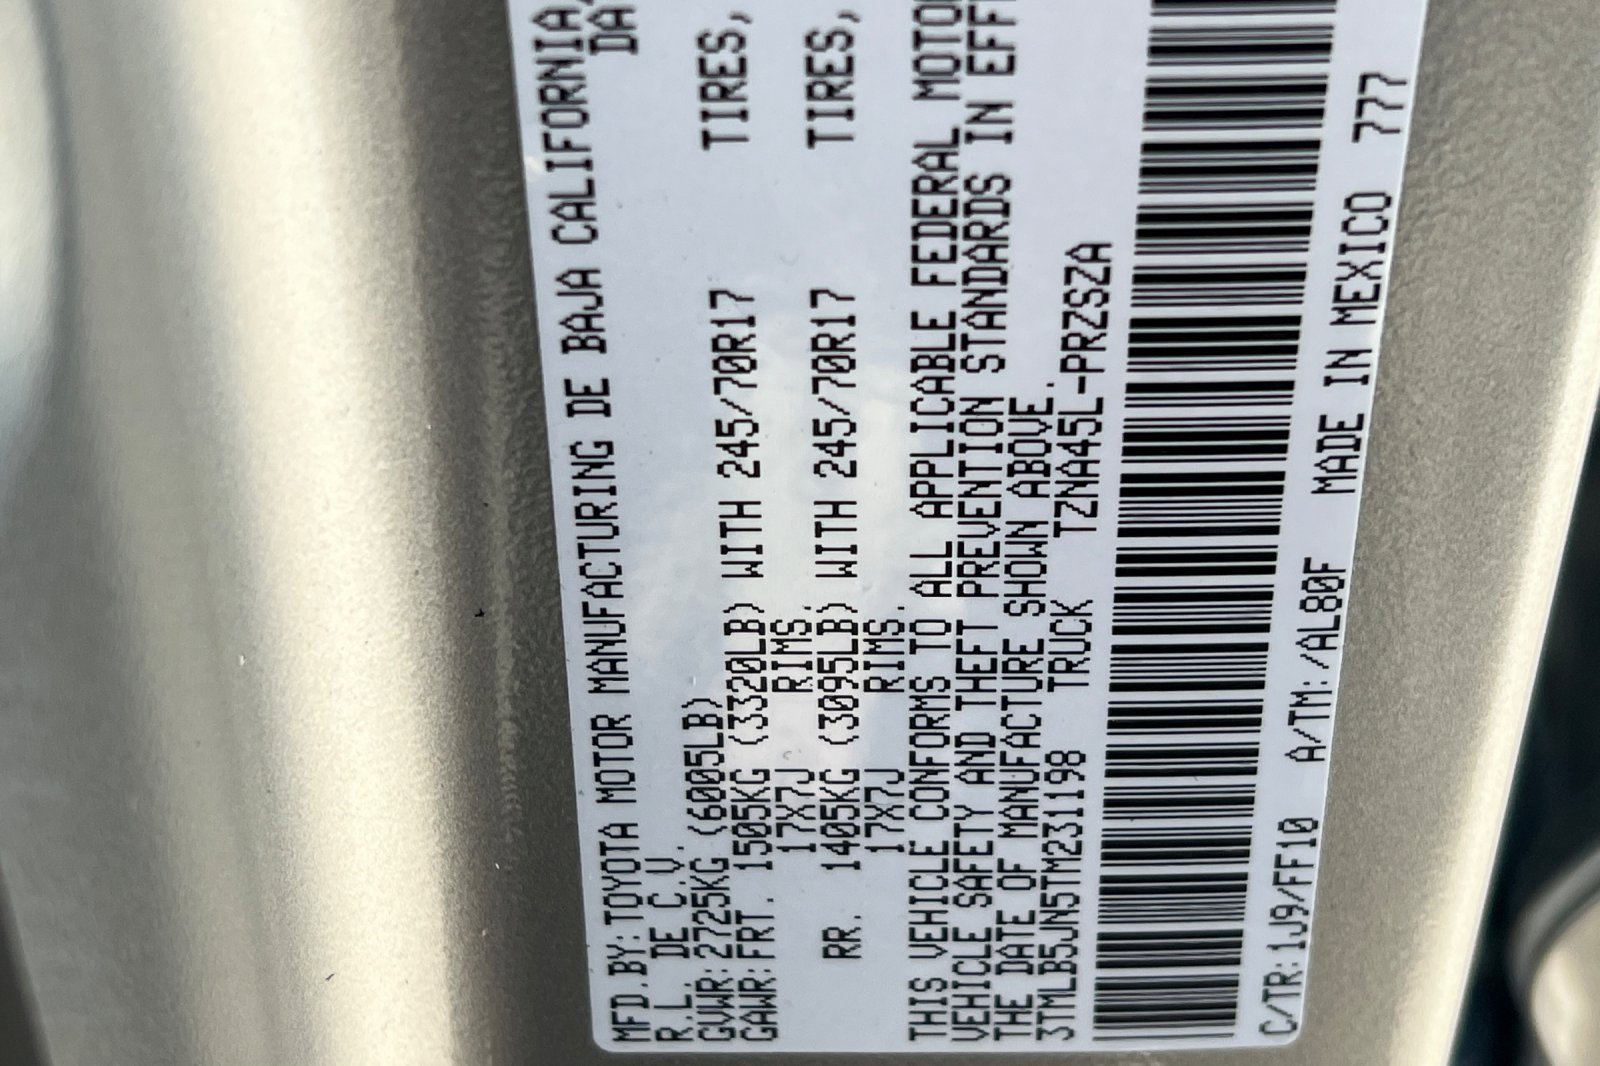 MFD.BY:TOYOTA MOTOR MANUFACTURING DE BAJA CALIFORNIA,
R.L. DE C.V. DA
GVWR:2725KG (6005LB)
GAWR:FRT. 1505KG (3320LB) WITH 245/70R17 TIRES,
17X7J RIMS.
RR. 1405KG (3095LB) WITH 245/70R17 TIRES,
17X7J RIMS.
THIS VEHICLE CONFORMS TO ALL APPLICABLE FEDERAL MOTO
VEHICLE SAFETY AND THEFT PREVENTION STANDARDS IN EFF
THE DATE OF MANUFACTURE SHOWN ABOVE.
3TMLB5JN5TM231198 TRUCK TZNA45L-PRZSZA
C/TR:1J9/FF10 A/TM:/AL80F MADE IN MEXICO 777